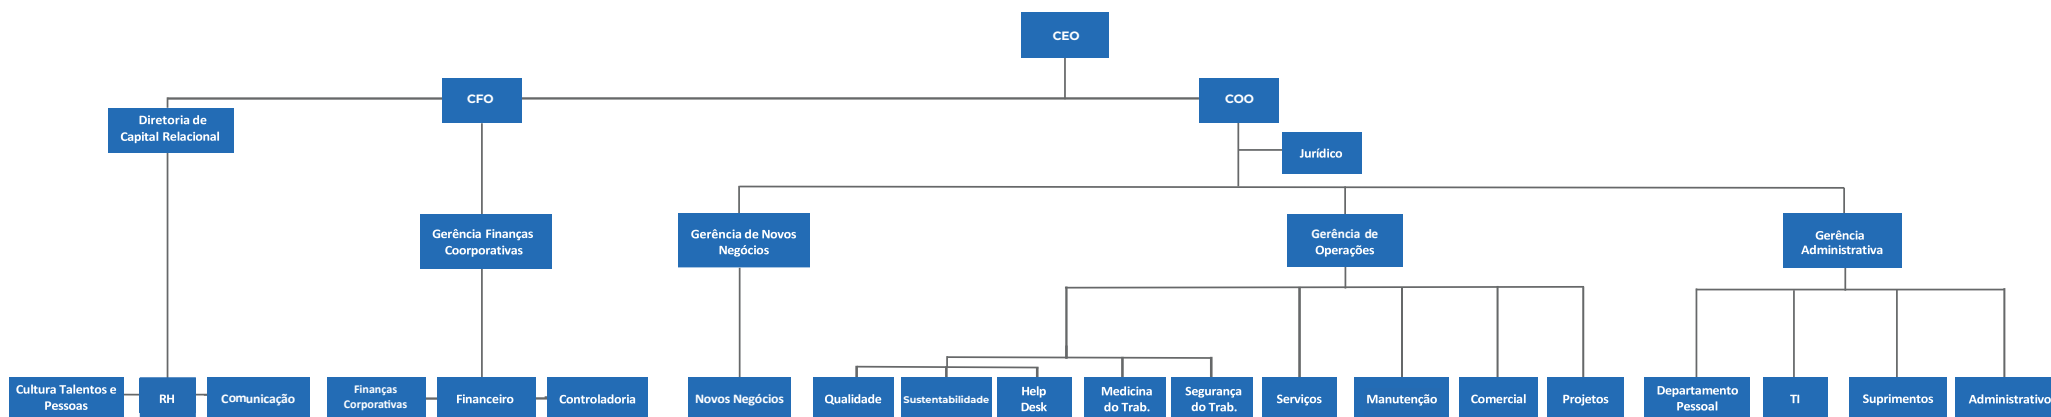 CEO
CFO
COO
Diretoria de
Capital Relacional
Jurídico
Gerência Finanças
Coorporativas
Gerência de Novos
Negócios
Gerência de
Operações
Gerência
Administrativa
Cultura Talentos e
Pessoas
RH
Comunicação
Finanças
Corporativas
Financeiro
Controladoria
Novos Negócios
Qualidade
Sustentabilidade
Help
Desk
Medicina
do Trab.
Segurança
do Trab.
Serviços
Manutenção
Comercial
Projetos
Departamento
Pessoal
TI
Suprimentos
Administrativo